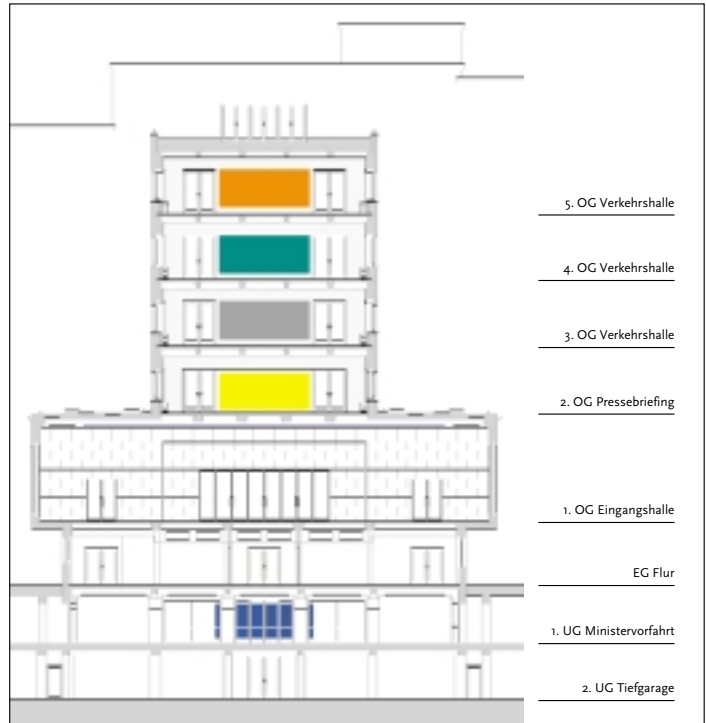 5. OG Verkehrshalle
4. OG Verkehrshalle
3. OG Verkehrshalle
2. OG Pressebriefing
1. OG Eingangshalle
EG Flur
1. UG Ministervorfahrt
2. UG Tiefgarage